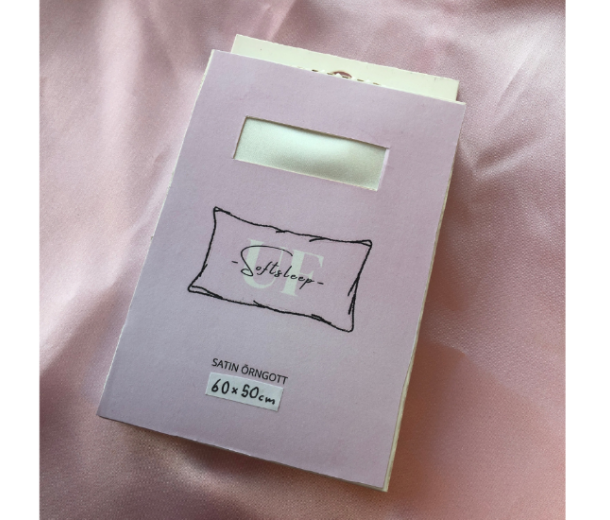 UF
-Softsleep-
SATIN ÖRNGOTT
60 x 50cm